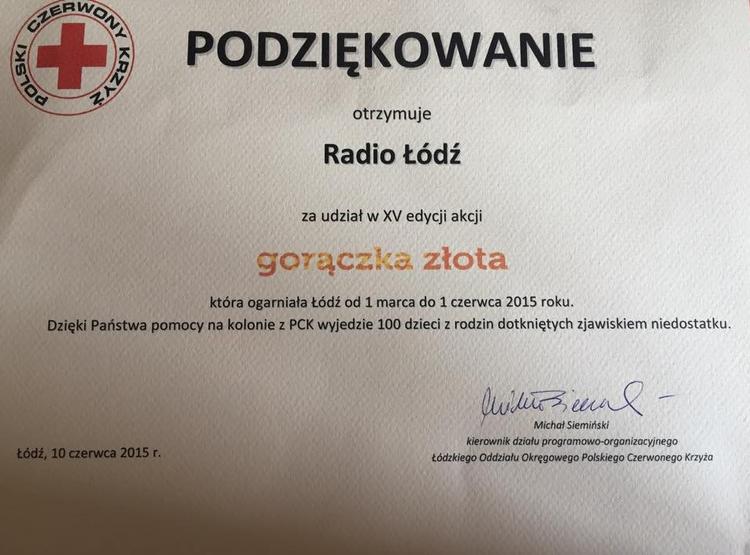 POLSKI CZERWONY KRZYŻ
PODZIĘKOWANIE
otrzymuje
Radio Łódź
za udział w XV edycji akcji
gorączka złota
która ogarniała Łódź od 1 marca do 1 czerwca 2015 roku.
Dzięki Państwa pomocy na kolonie z PCK wyjedzie 100 dzieci z rodzin dotkniętych zjawiskiem niedostatku.
Michał Siemiński
kierownik działu programowo-organizacyjnego
Łódzkiego Oddziału Okręgowego Polskiego Czerwonego Krzyża
Łódź, 10 czerwca 2015 r.